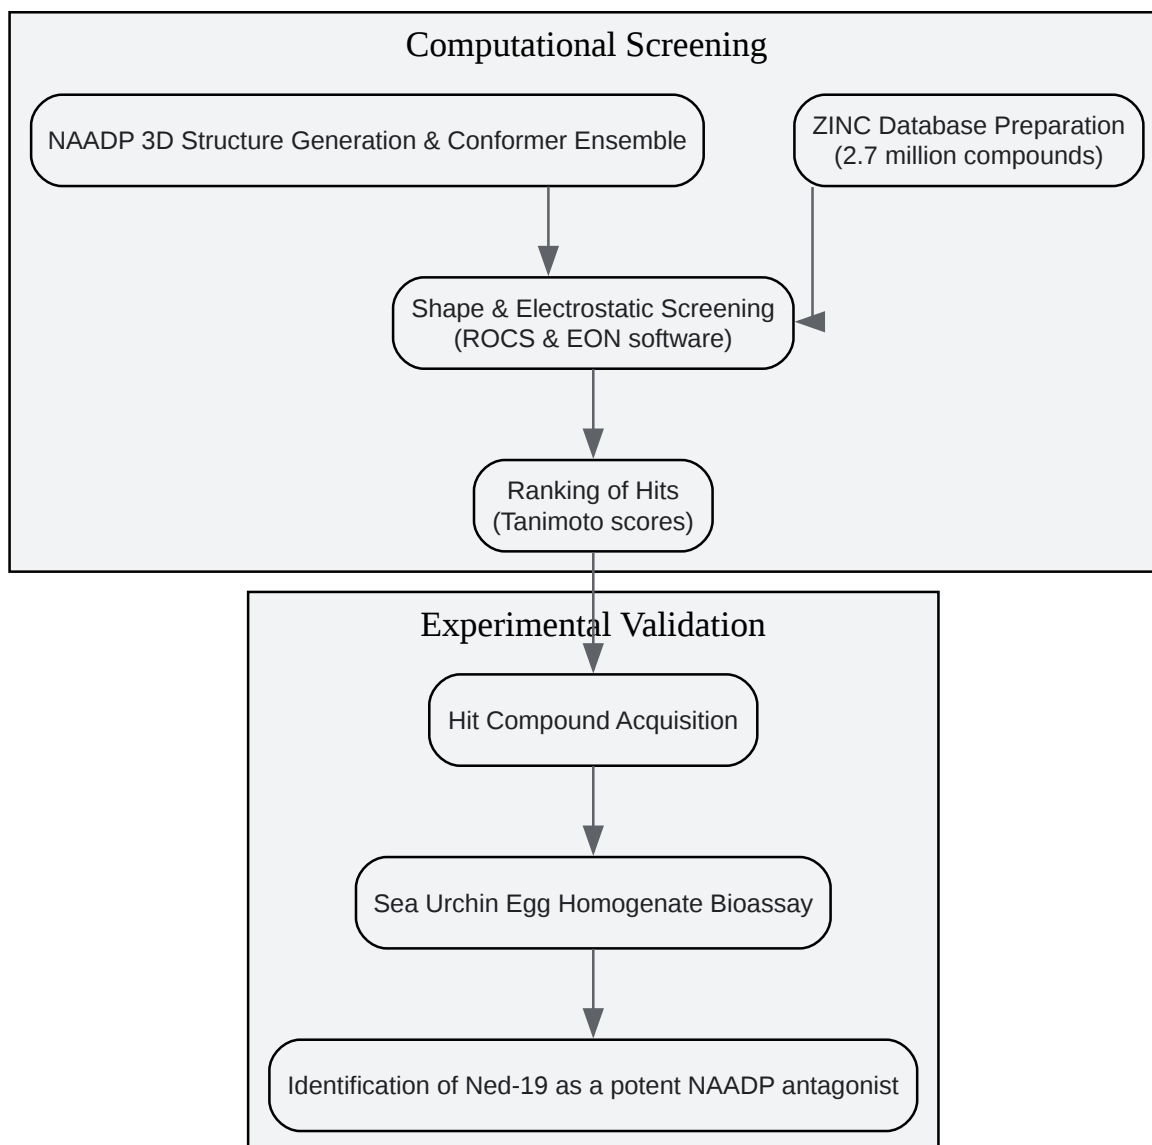 Computational Screening
NAADP 3D Structure Generation & Conformer Ensemble
ZINC Database Preparation
(2.7 million compounds)
Shape & Electrostatic Screening
(ROCS & EON software)
Ranking of Hits
(Tanimoto scores)
Experimental Validation
Hit Compound Acquisition
Sea Urchin Egg Homogenate Bioassay
Identification of Ned-19 as a potent NAADP antagonist